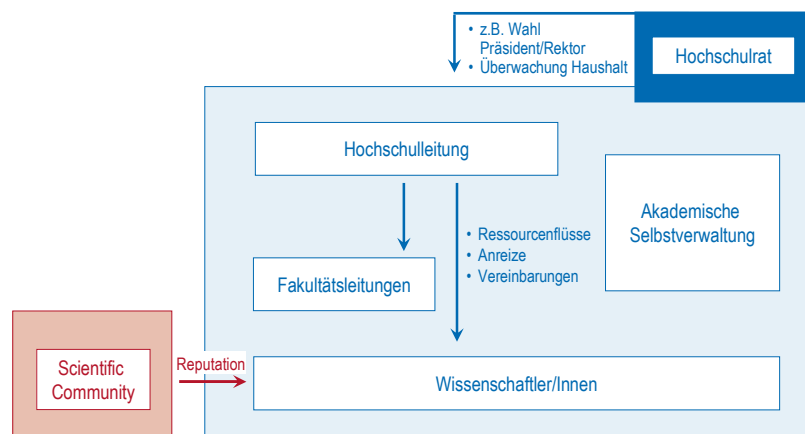 • z.B. Wahl
Präsident/Rektor
• Überwachung Haushalt
Hochschulrat
Hochschulleitung
Akademische
Selbstverwaltung
• Ressourcenflüsse
• Anreize
• Vereinbarungen
Fakultätsleitungen
Scientific
Community
Reputation
Wissenschaftler/Innen